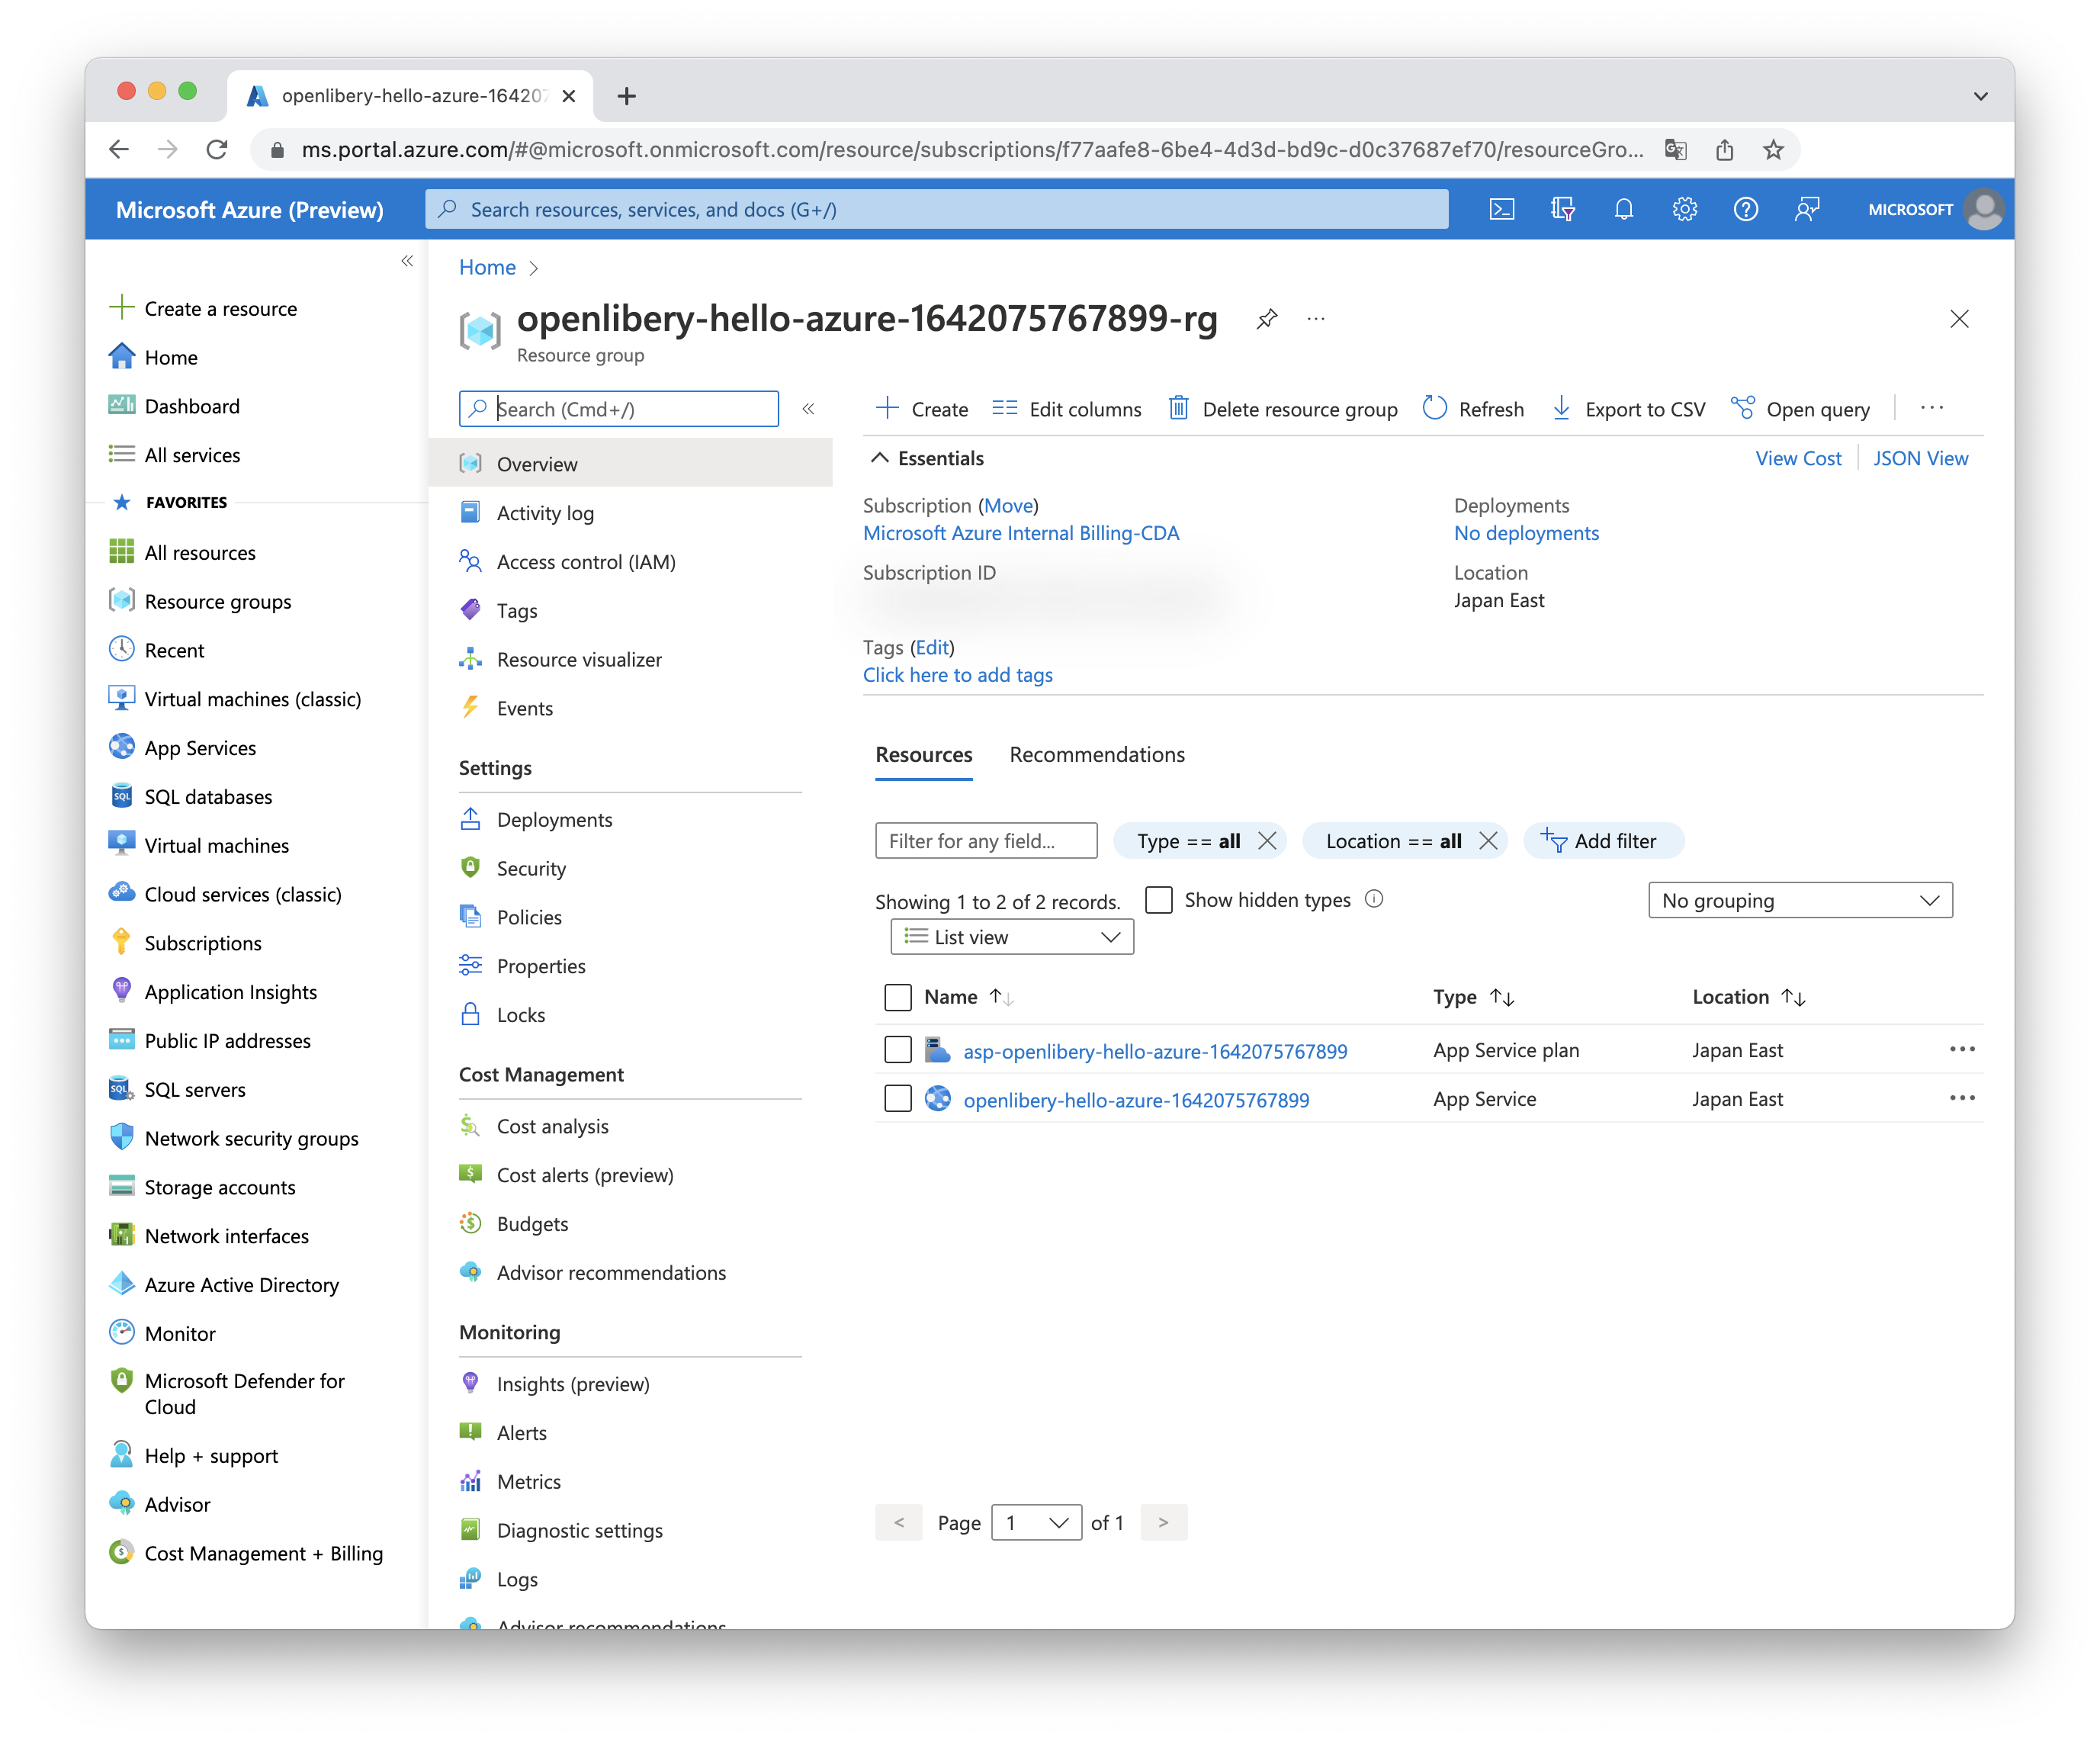 openlibery-hello-azure-16420
ms.portal.azure.com/#@microsoft.onmicrosoft.com/resource/subscriptions/f77aafe8-6be4-4d3d-bd9c-d0c37687ef70/resourceGro...
Microsoft Azure (Preview)
Search resources, services, and docs (G+/)
MICROSOFT
Create a resource
Home
Dashboard
All services
FAVORITES
All resources
Resource groups
Recent
Virtual machines (classic)
App Services
SQL databases
Virtual machines
Cloud services (classic)
Subscriptions
Application Insights
Public IP addresses
SQL servers
Network security groups
Storage accounts
Network interfaces
Azure Active Directory
Monitor
Microsoft Defender for
Cloud
Help + support
Advisor
Cost Management + Billing
Home >
openlibery-hello-azure-1642075767899-rg
Resource group
Search (Cmd+/)
Overview
Activity log
Access control (IAM)
Tags
Resource visualizer
Events
Settings
Deployments
Security
Policies
Properties
Locks
Cost Management
Cost analysis
Cost alerts (preview)
Budgets
Advisor recommendations
Monitoring
Insights (preview)
Alerts
Metrics
Diagnostic settings
Logs
Advisor recommendations
Create Edit columns Delete resource group Refresh Export to CSV Open query
Essentials
View Cost JSON View
Subscription (Move)
Microsoft Azure Internal Billing-CDA
Subscription ID
Tags (Edit)
Click here to add tags
Deployments
No deployments
Location
Japan East
Resources Recommendations
Filter for any field... Type == all Location == all Add filter
Showing 1 to 2 of 2 records. Show hidden types No grouping
List view
Name Type Location
asp-openlibery-hello-azure-1642075767899 App Service plan Japan East
openlibery-hello-azure-1642075767899 App Service Japan East
< Page 1 of 1 >